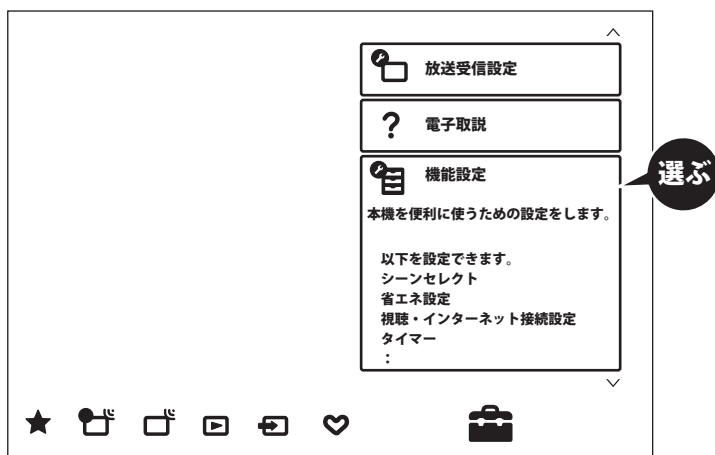 放送受信設定
? 電子取説
機能設定
選ぶ
本機を便利に使うための設定をします。
以下を設定できます。
シーンセレクト
省エネ設定
視聴・インターネット接続設定
タイマー
：